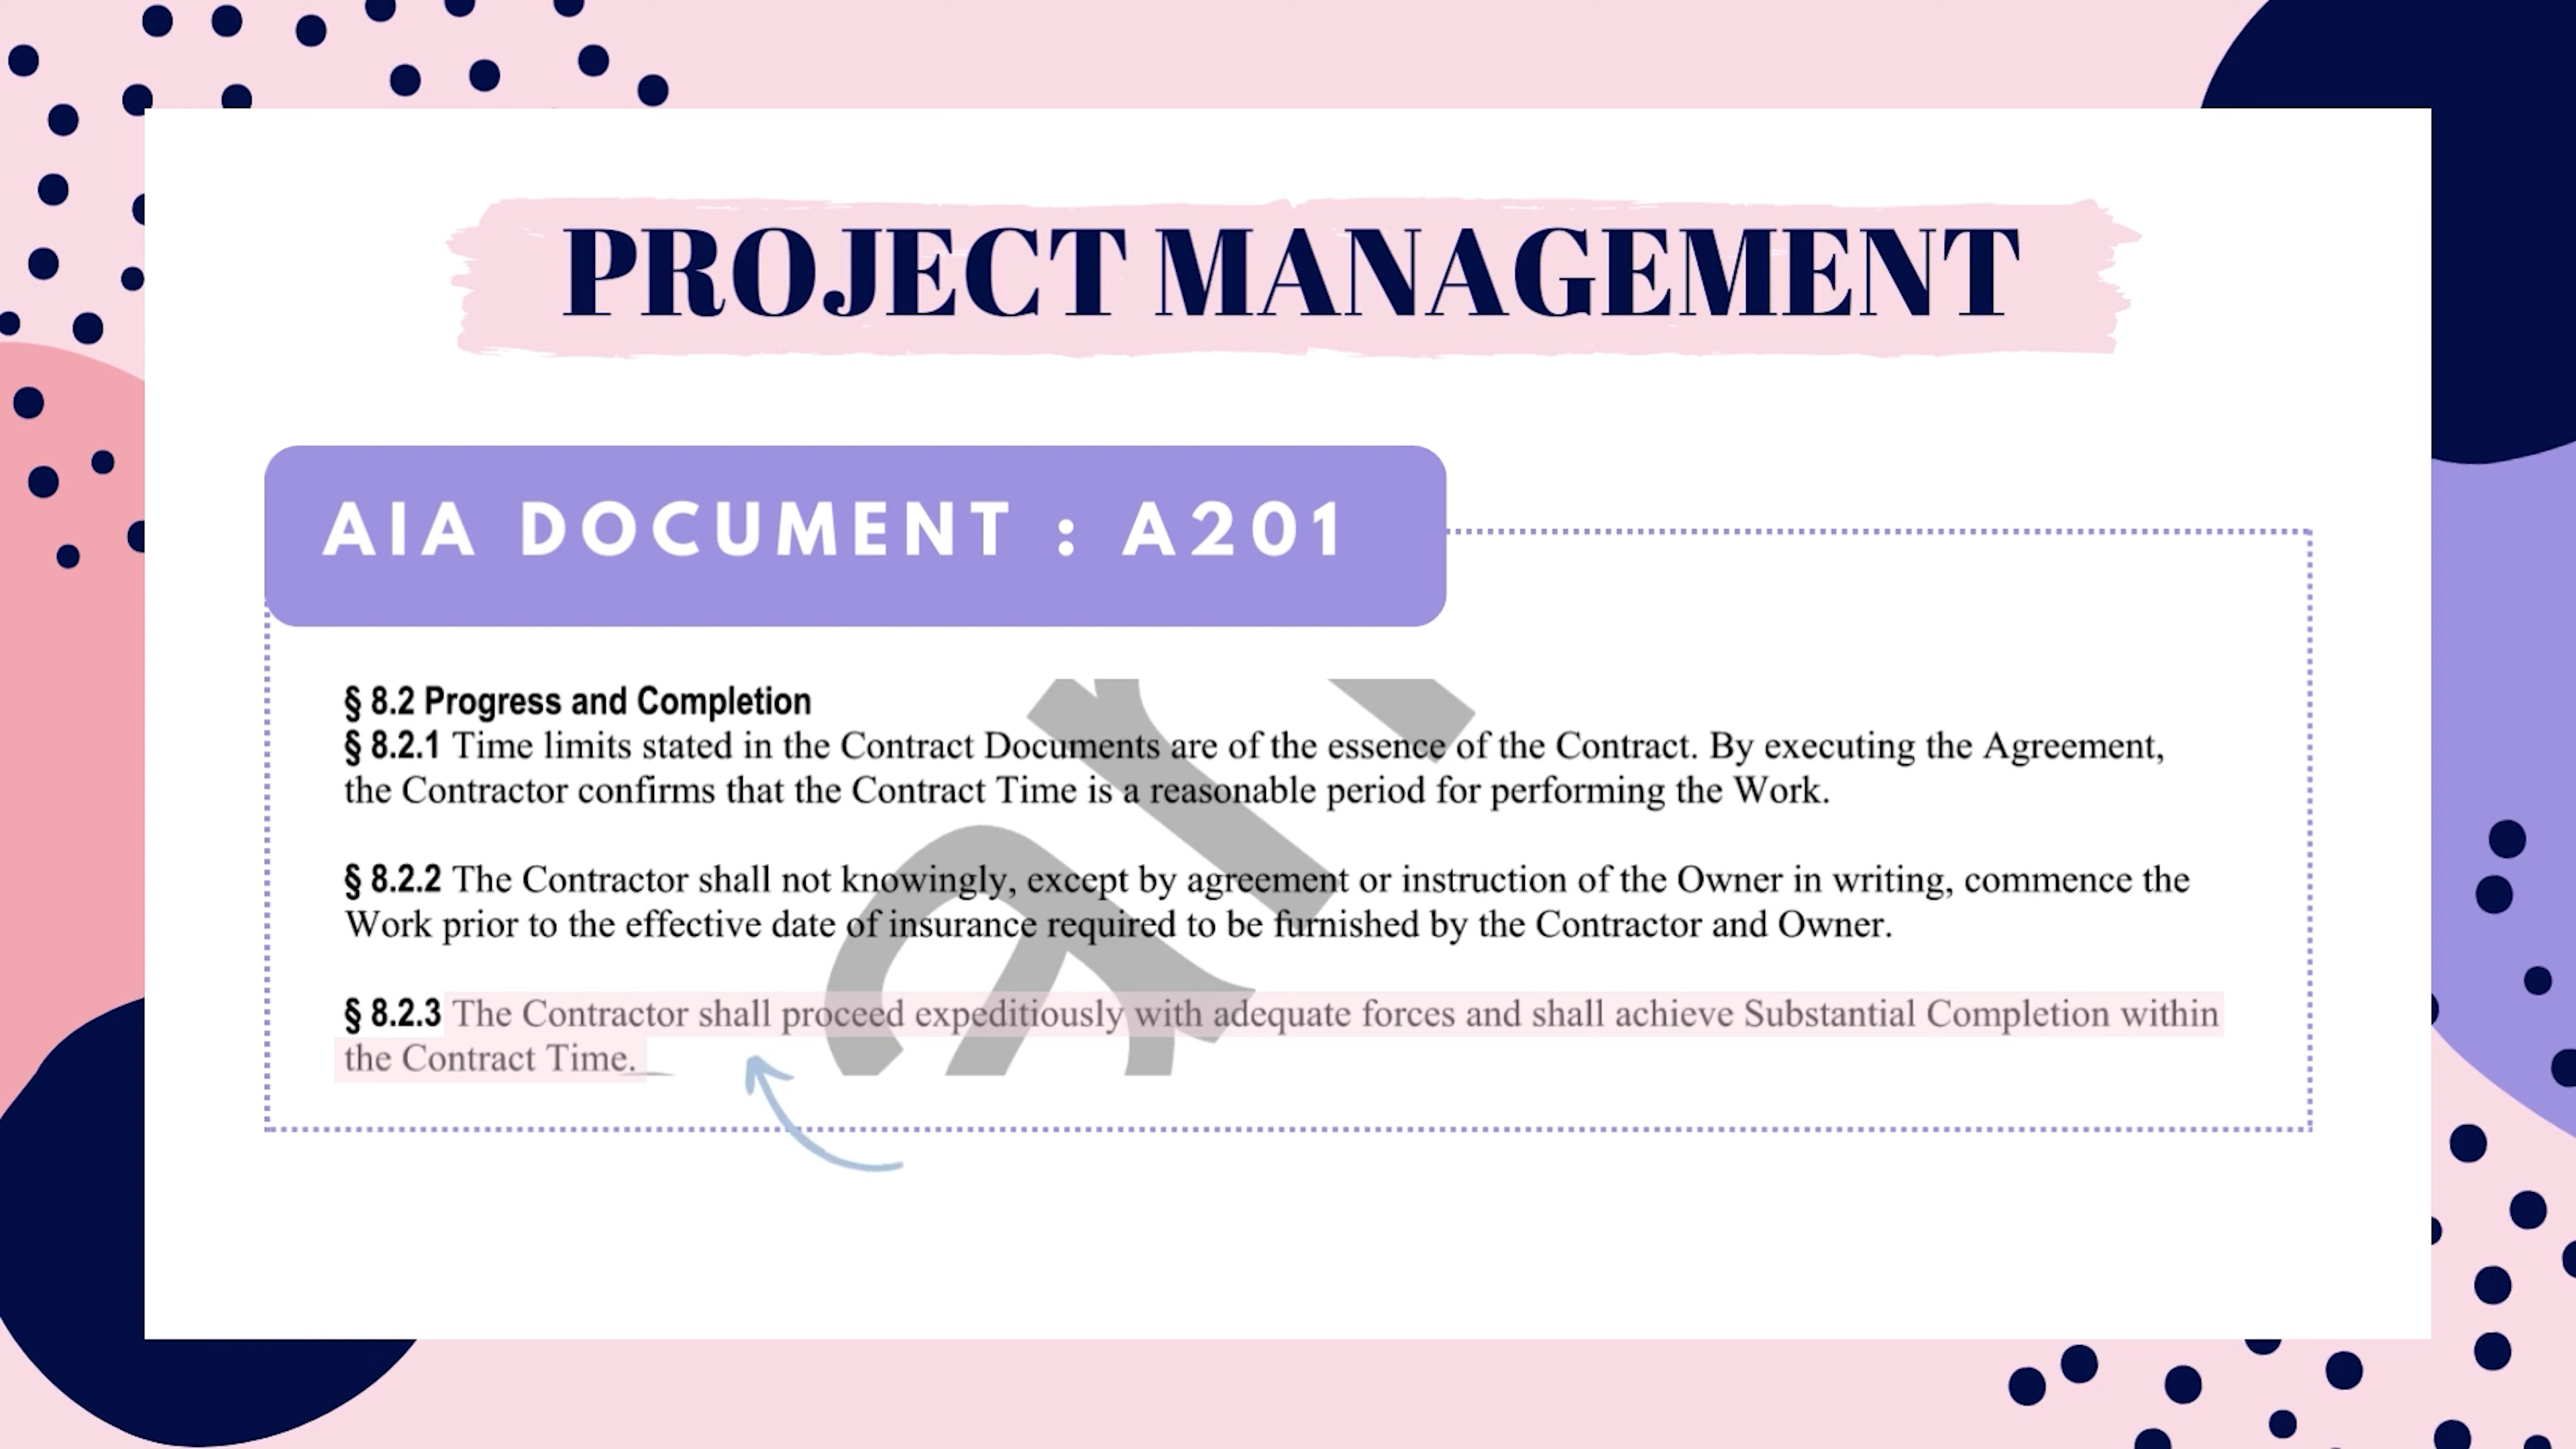 PROJECT MANAGEMENT
AIA DOCUMENT : A201
§ 8.2 Progress and Completion
§ 8.2.1 Time limits stated in the Contract Documents are of the essence of the Contract. By executing the Agreement,
the Contractor confirms that the Contract Time is a reasonable period for performing the Work.
§ 8.2.2 The Contractor shall not knowingly, except by agreement or instruction of the Owner in writing, commence the
Work prior to the effective date of insurance required to be furnished by the Contractor and Owner.
§ 8.2.3 The Contractor shall proceed expeditiously with adequate forces and shall achieve Substantial Completion within
the Contract Time.